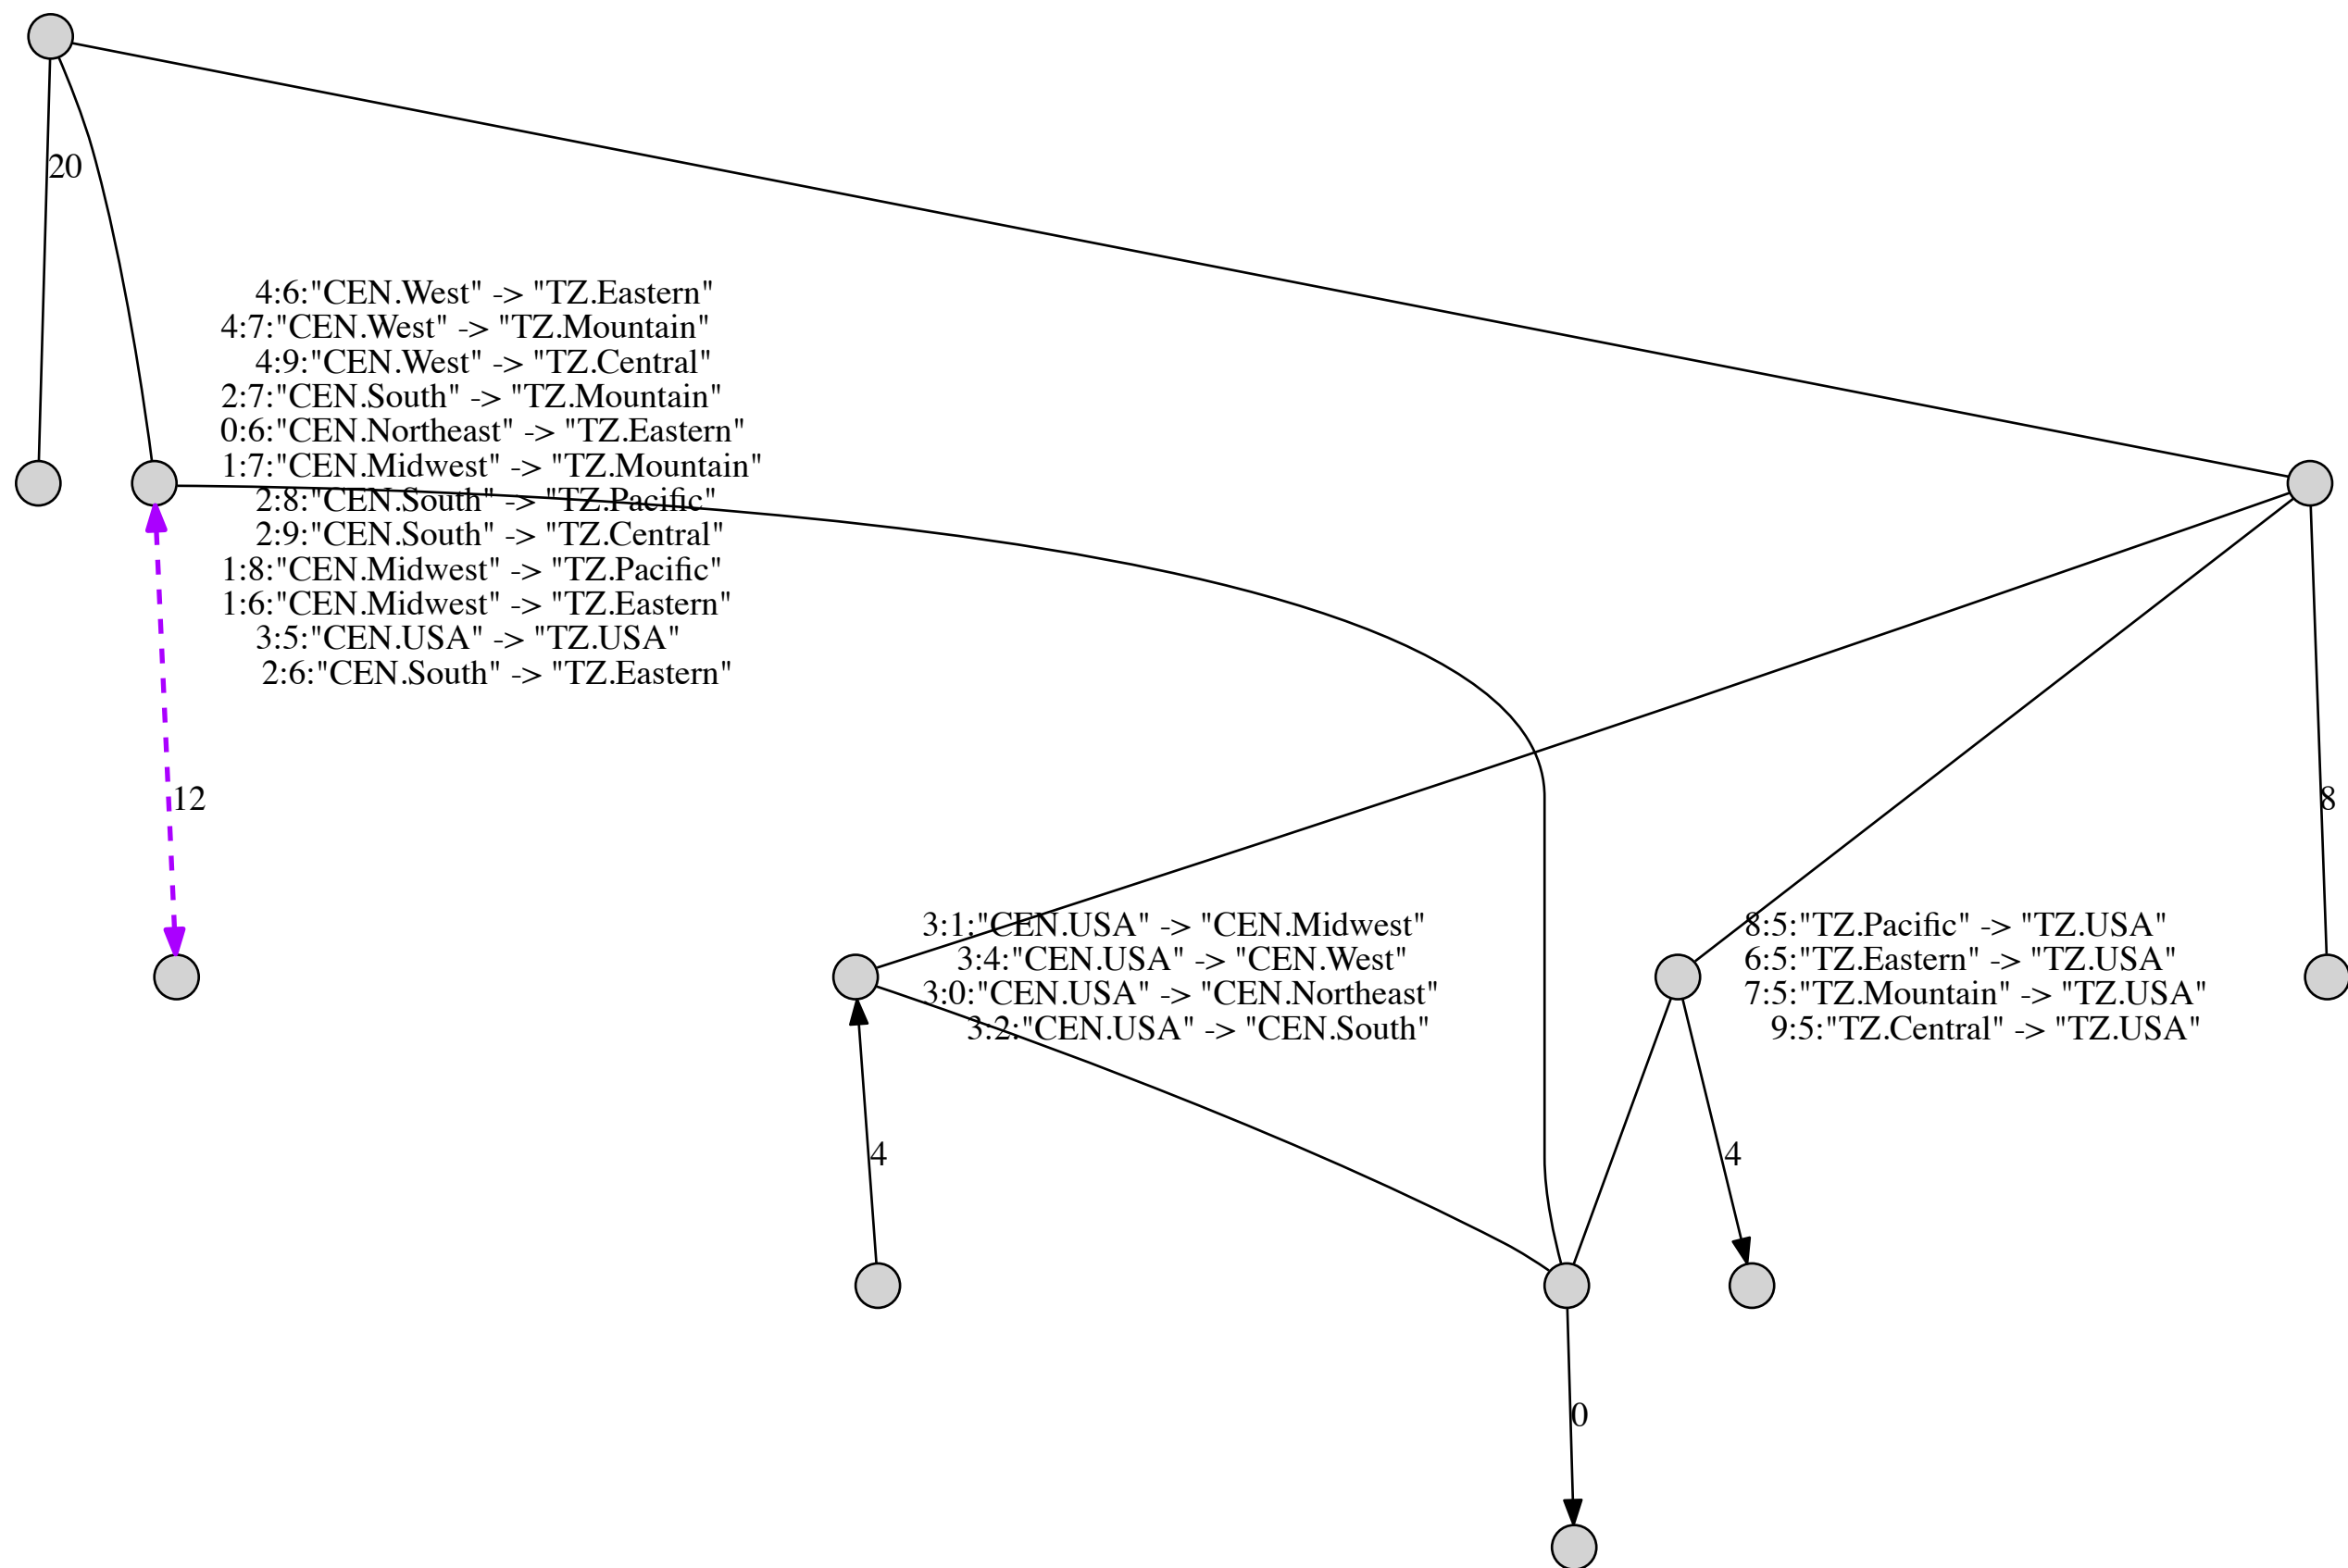 20
4:6:"CEN.West" -> "TZ.Eastern"
4:7:"CEN.West" -> "TZ.Mountain"
4:9:"CEN.West" -> "TZ.Central"
2:7:"CEN.South" -> "TZ.Mountain"
0:6:"CEN.Northeast" -> "TZ.Eastern"
1:7:"CEN.Midwest" -> "TZ.Mountain"
2:8:"CEN.South" -> "TZ.Pacific"
2:9:"CEN.South" -> "TZ.Central"
1:8:"CEN.Midwest" -> "TZ.Pacific"
1:6:"CEN.Midwest" -> "TZ.Eastern"
3:5:"CEN.USA" -> "TZ.USA"
2:6:"CEN.South" -> "TZ.Eastern"
12
8
3:1:"CEN.USA" -> "CEN.Midwest"
3:4:"CEN.USA" -> "CEN.West"
3:0:"CEN.USA" -> "CEN.Northeast"
3:2:"CEN.USA" -> "CEN.South"
8:5:"TZ.Pacific" -> "TZ.USA"
6:5:"TZ.Eastern" -> "TZ.USA"
7:5:"TZ.Mountain" -> "TZ.USA"
9:5:"TZ.Central" -> "TZ.USA"
4
4
0